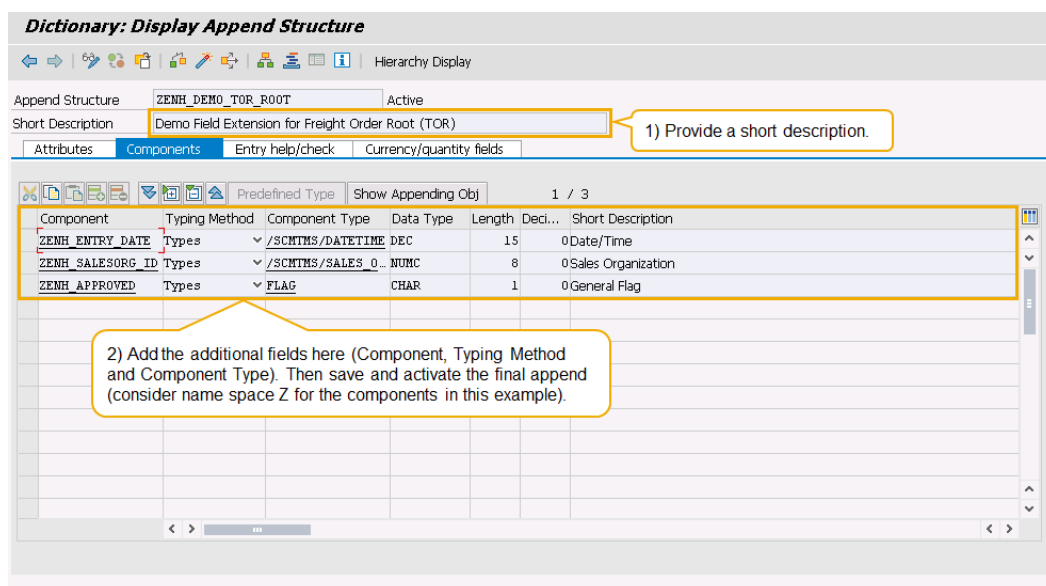 Dictionary: Display Append Structure
Hierarchy Display
Append Structure ZENH_DEMO_TOR_ROOT Active
Short Description Demo Field Extension for Freight Order Root (TOR)
1) Provide a short description.
Attributes Components Entry help/check Currency/quantity fields
Predefined Type Show Appending Obj 1 / 3
Component Typing Method Component Type Data Type Length Deci... Short Description
ZENH_ENTRY_DATE Types /SCMTMS/DATETIME DEC 15 0 Date/Time
ZENH_SALESORG_ID Types /SCMTMS/SALES_O... NUMC 8 0 Sales Organization
ZENH_APPROVED Types FLAG CHAR 1 0 General Flag
2) Add the additional fields here (Component, Typing Method
and Component Type). Then save and activate the final append
(consider name space Z for the components in this example).